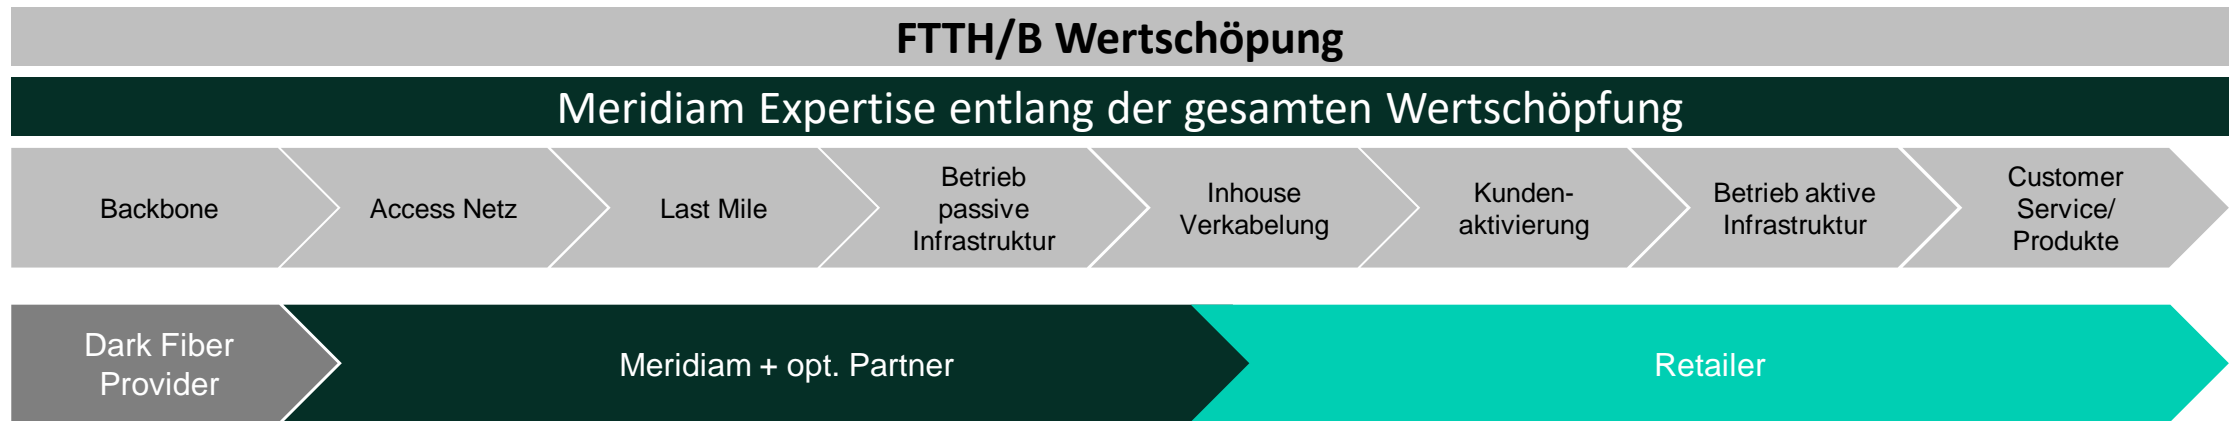 FTTH/B Wertschöpung
Meridiam Expertise entlang der gesamten Wertschöpfung
Backbone
Access Netz
Last Mile
Betrieb
passive
Infrastruktur
Inhouse
Verkabelung
Kunden-
aktivierung
Betrieb aktive
Infrastruktur
Customer
Service/
Produkte
Dark Fiber
Provider
Meridiam + opt. Partner
Retailer